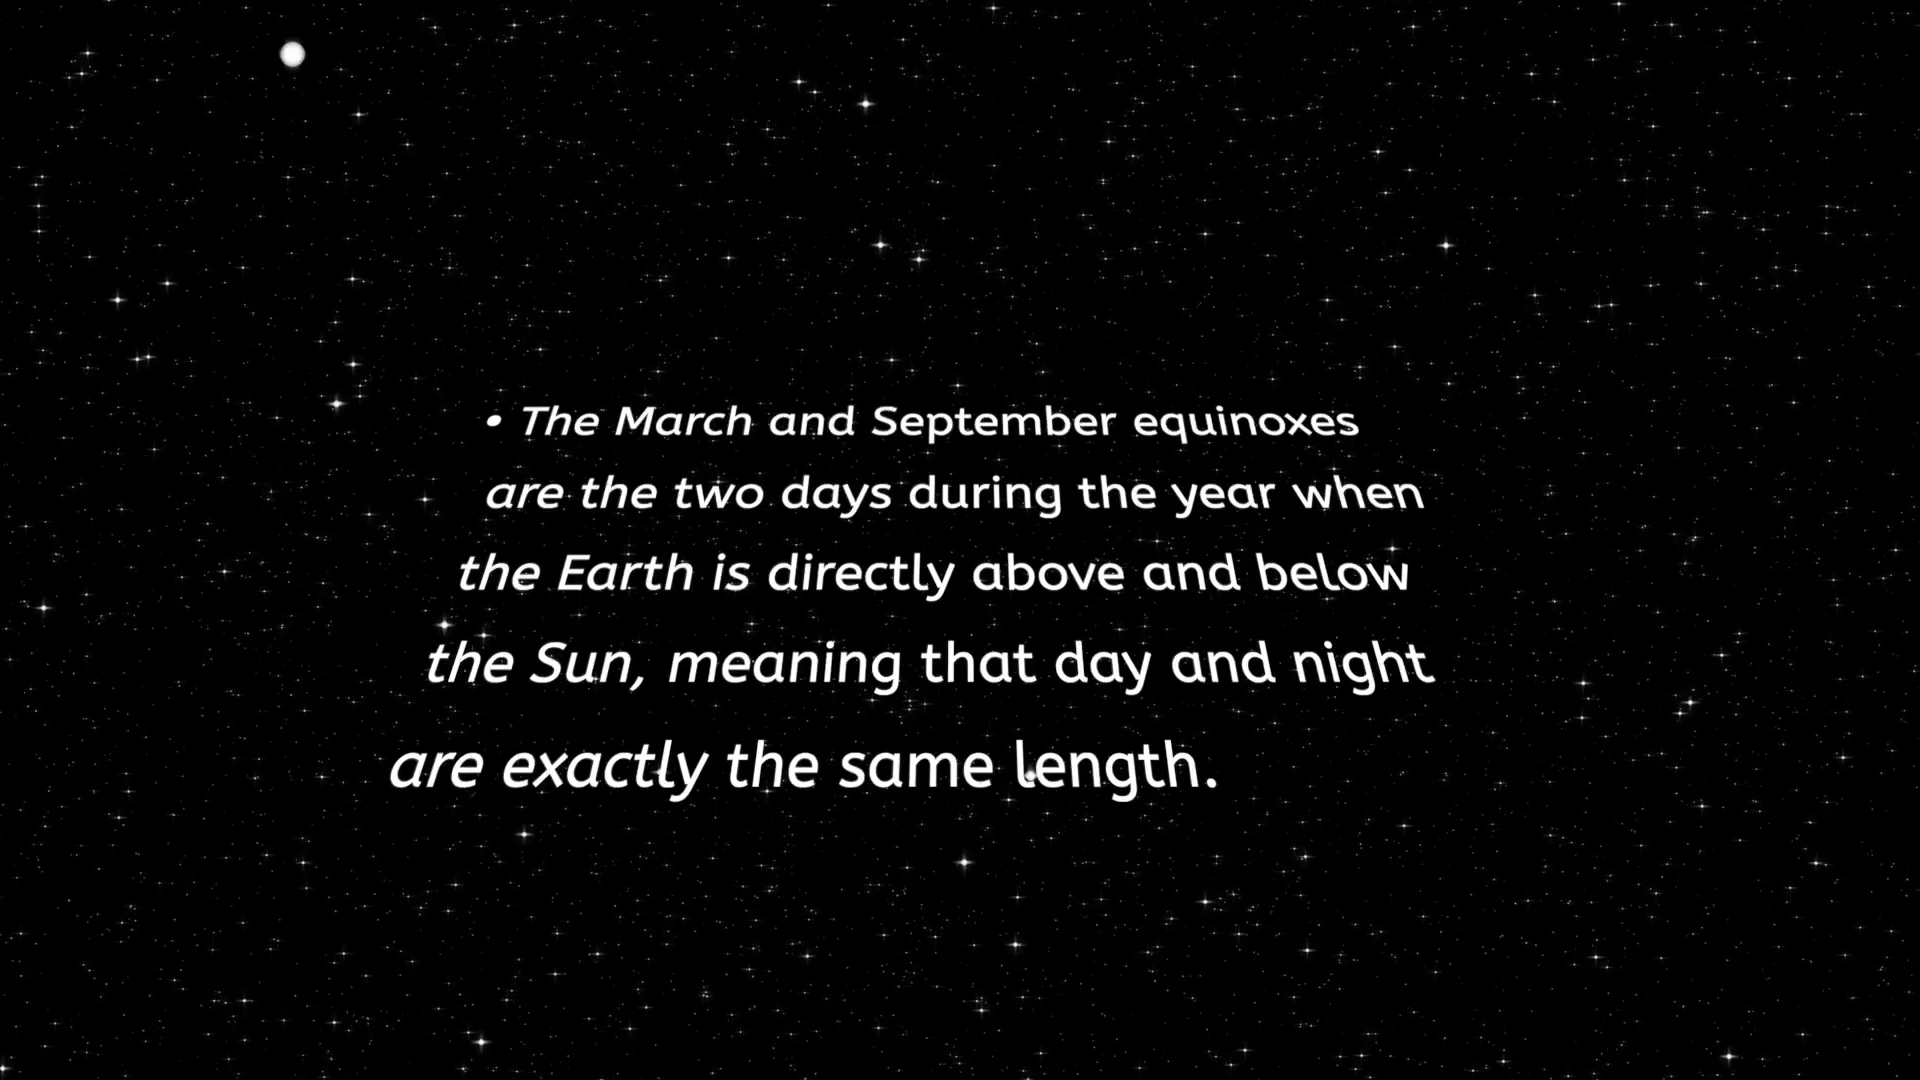 • The March and September equinoxes
are the two days during the year when
the Earth is directly above and below
the Sun, meaning that day and night
are exactly the same length.